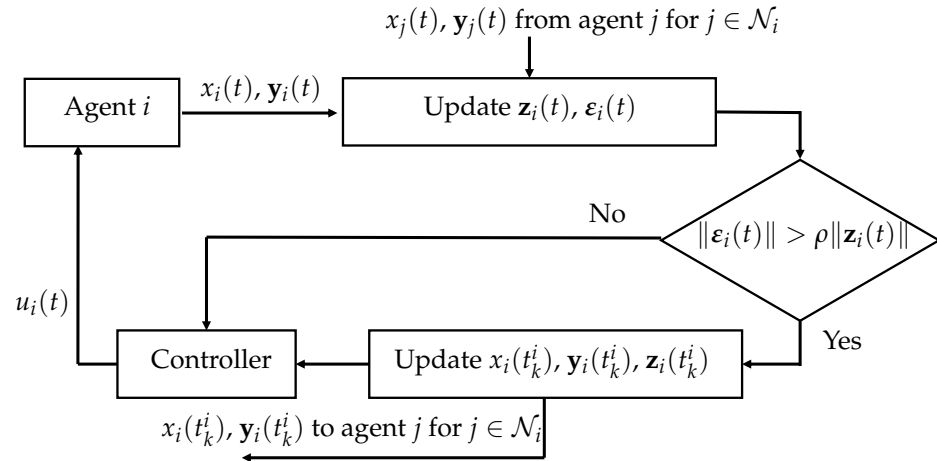 x_j(t), y_j(t) from agent j for j ∈ 𝒩_i
Agent i
x_i(t), y_i(t)
Update z_i(t), ε_i(t)
No
‖ε_i(t)‖ > ρ‖z_i(t)‖
u_i(t)
Yes
Controller
Update x_i(t_k^i), y_i(t_k^i), z_i(t_k^i)
x_i(t_k^i), y_i(t_k^i) to agent j for j ∈ 𝒩_i